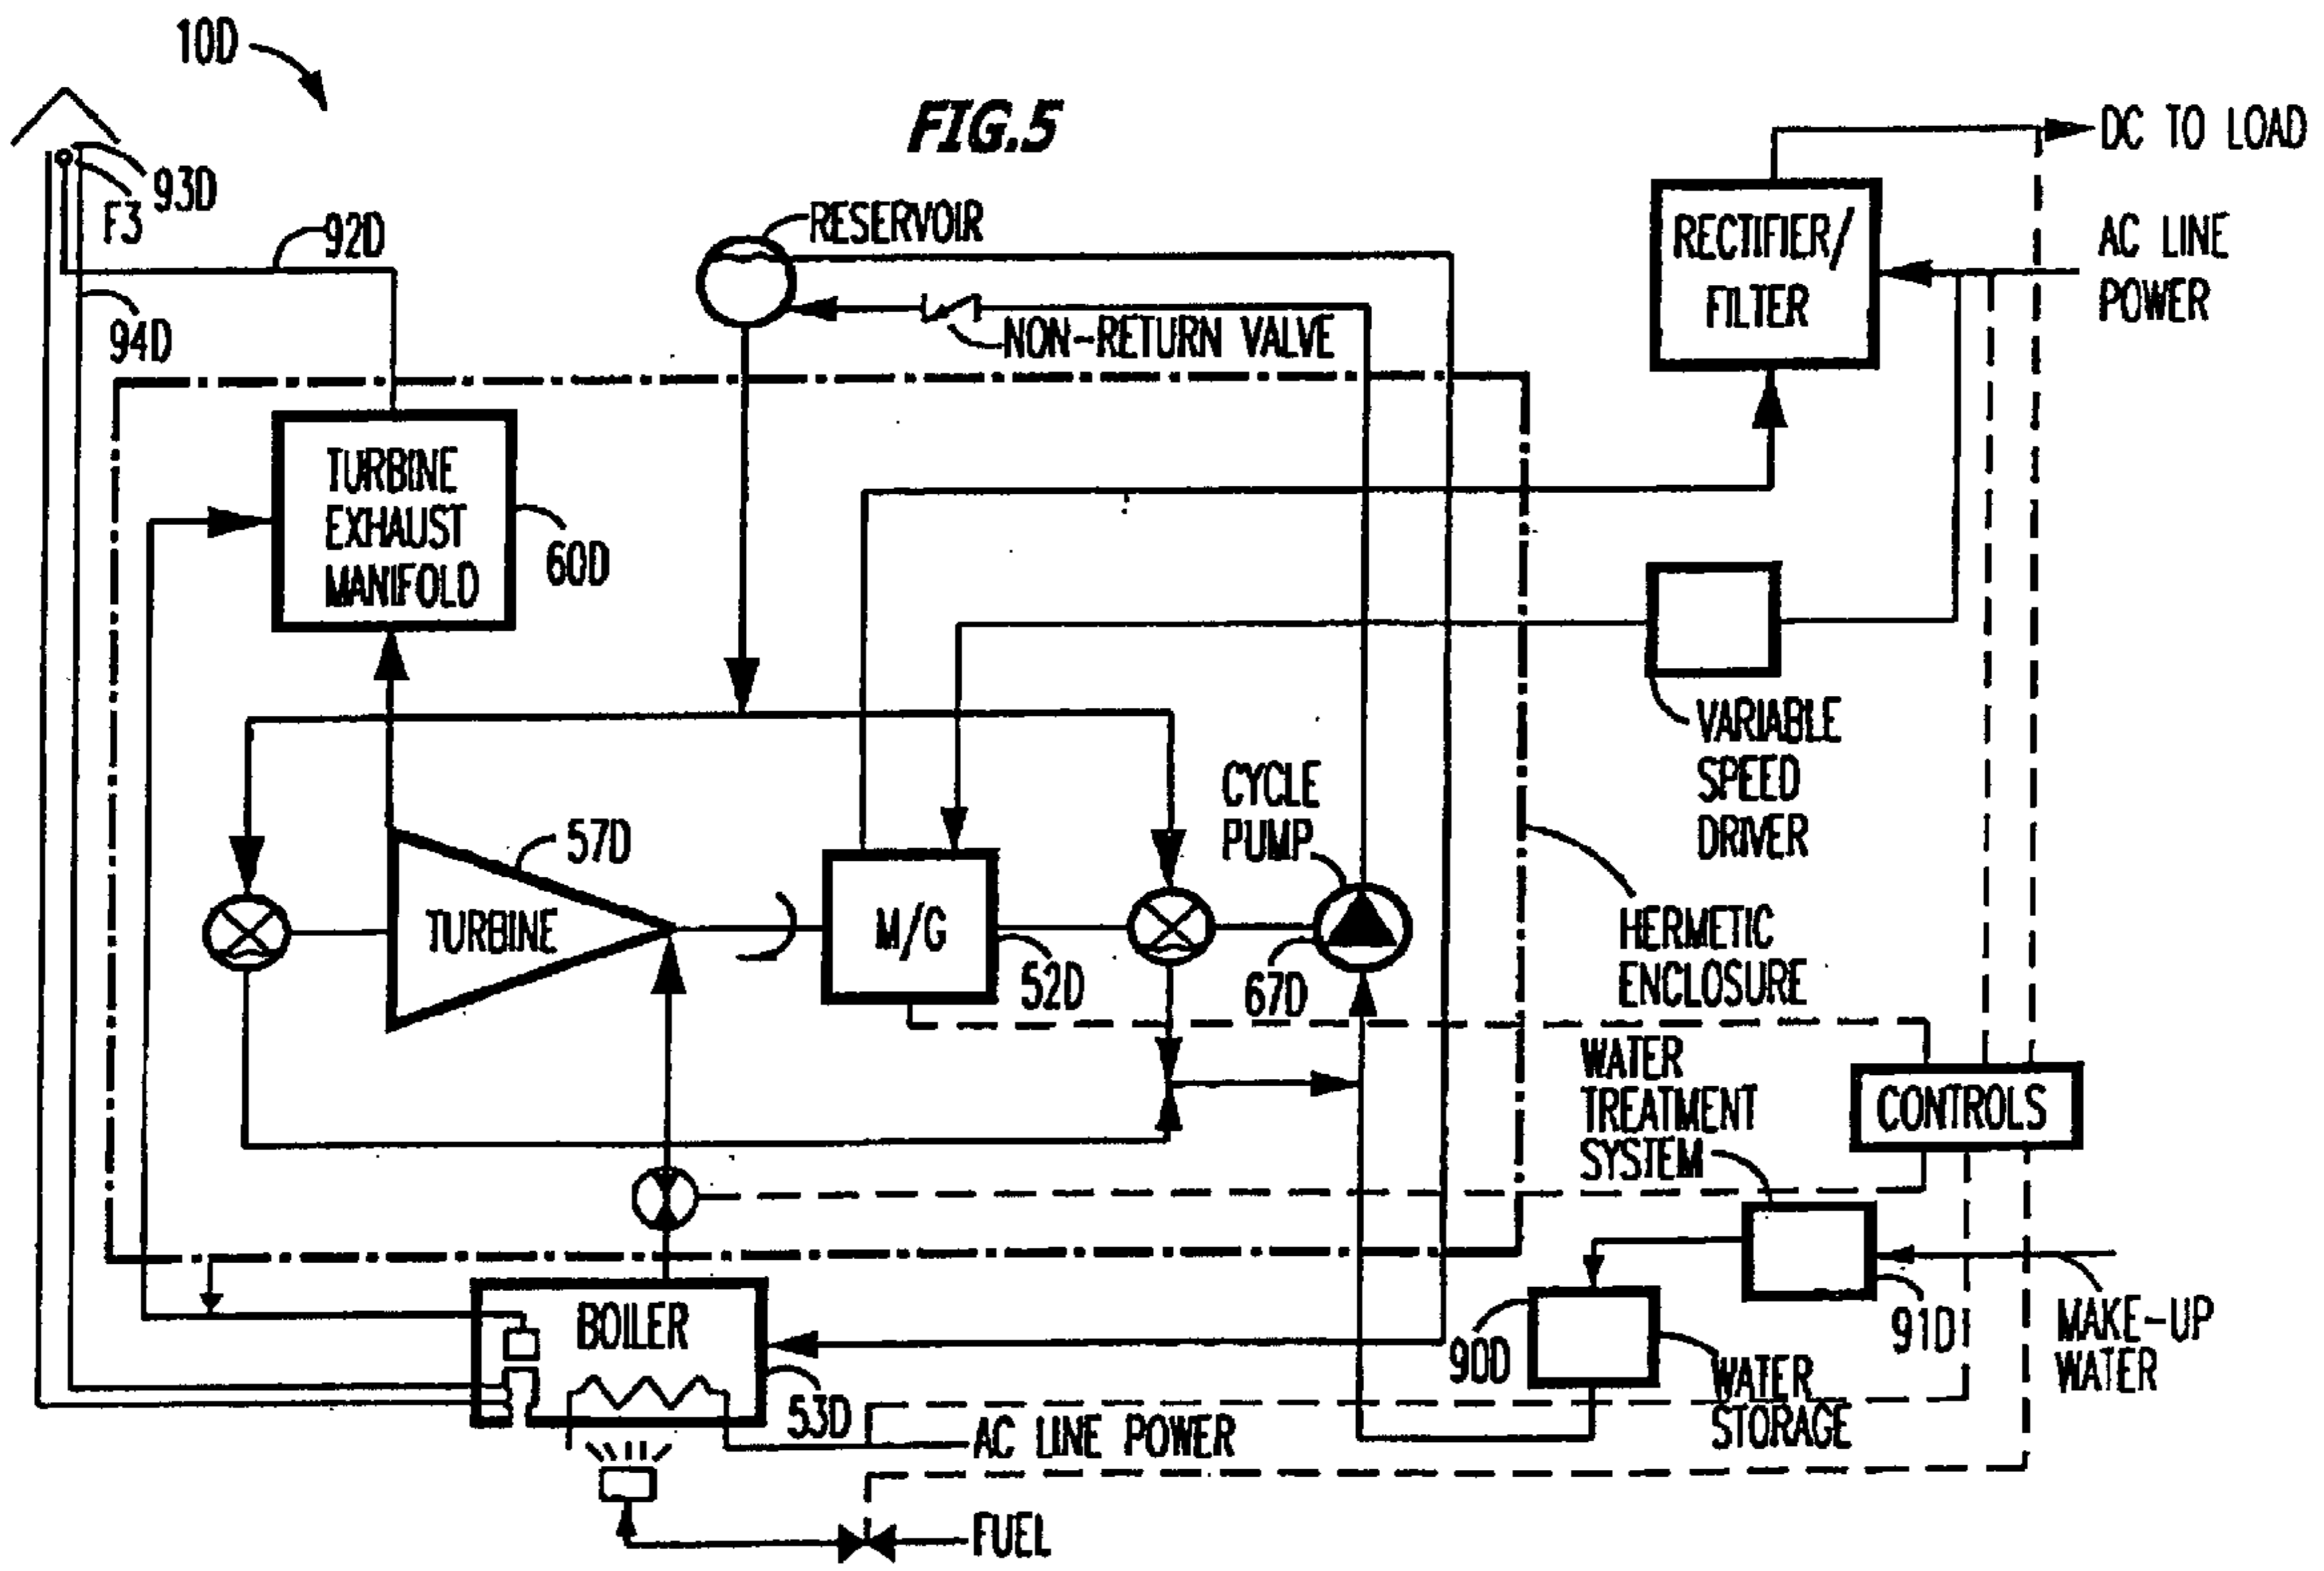 10D
FIG.5
DC TO LOAD
93D
F3
92D
RESERVOIR
RECTIFIER/
FILTER
AC LINE
POWER
94D
NON-RETURN VALVE
TURBINE
EXHAUST
MANIFOLD
60D
VARIABLE
SPEED
DRIVER
CYCLE
PUMP
57D
TURBINE
M/G
52D
67D
HERMETIC
ENCLOSURE
WATER
TREATMENT
SYSTEM
CONTROLS
BOILER
53D
90D
91D
MAKE-UP
WATER
WATER
STORAGE
AC LINE POWER
FUEL